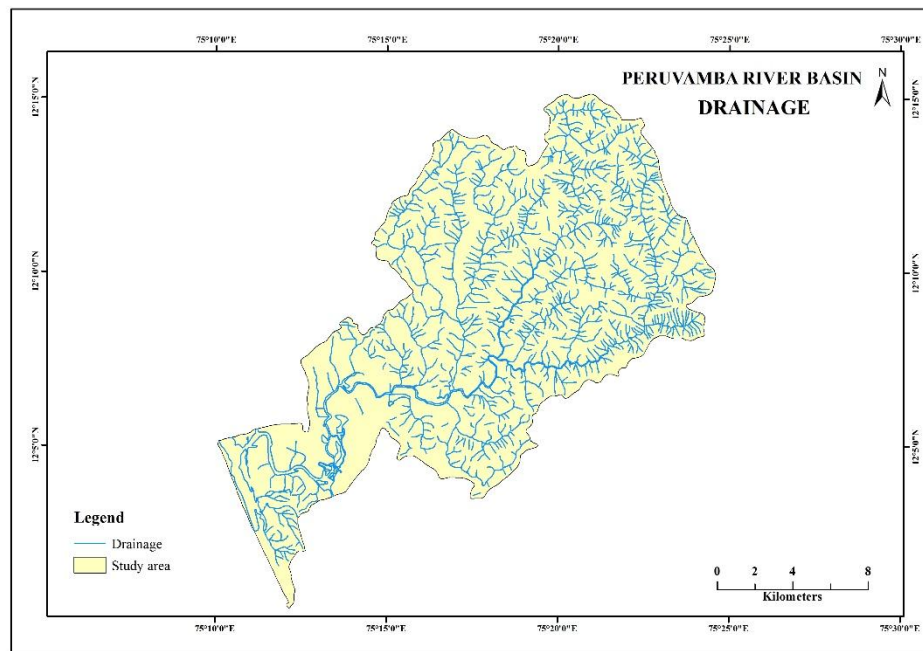 75°10'0"E 75°15'0"E 75°20'0"E 75°25'0"E 75°30'0"E
PERUVAMBA RIVER BASIN
DRAINAGE
N
12°15'0"N 12°15'0"N
12°10'0"N 12°10'0"N
12°5'0"N 12°5'0"N
Legend
Drainage
Study area
0 2 4 8
Kilometers
75°10'0"E 75°15'0"E 75°20'0"E 75°25'0"E 75°30'0"E